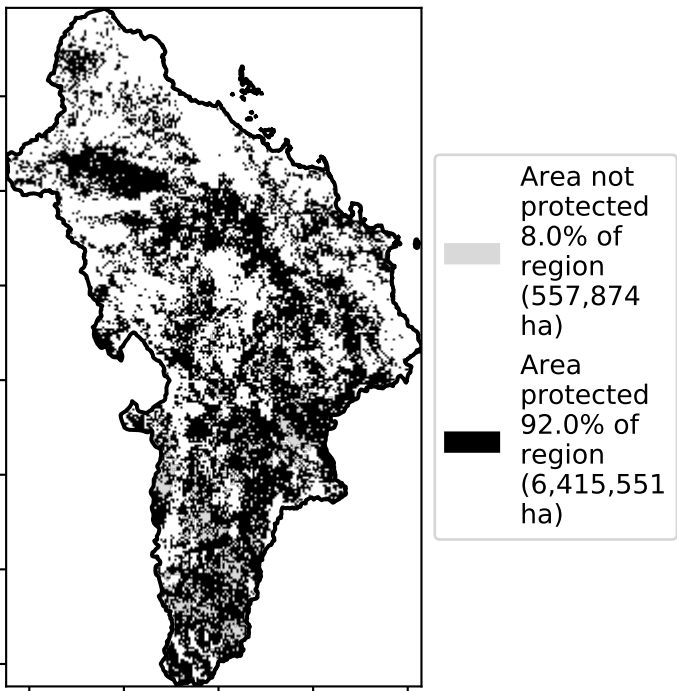 Area not
protected
8.0% of
region
(557,874
ha)
Area
protected
92.0% of
region
(6,415,551
ha)